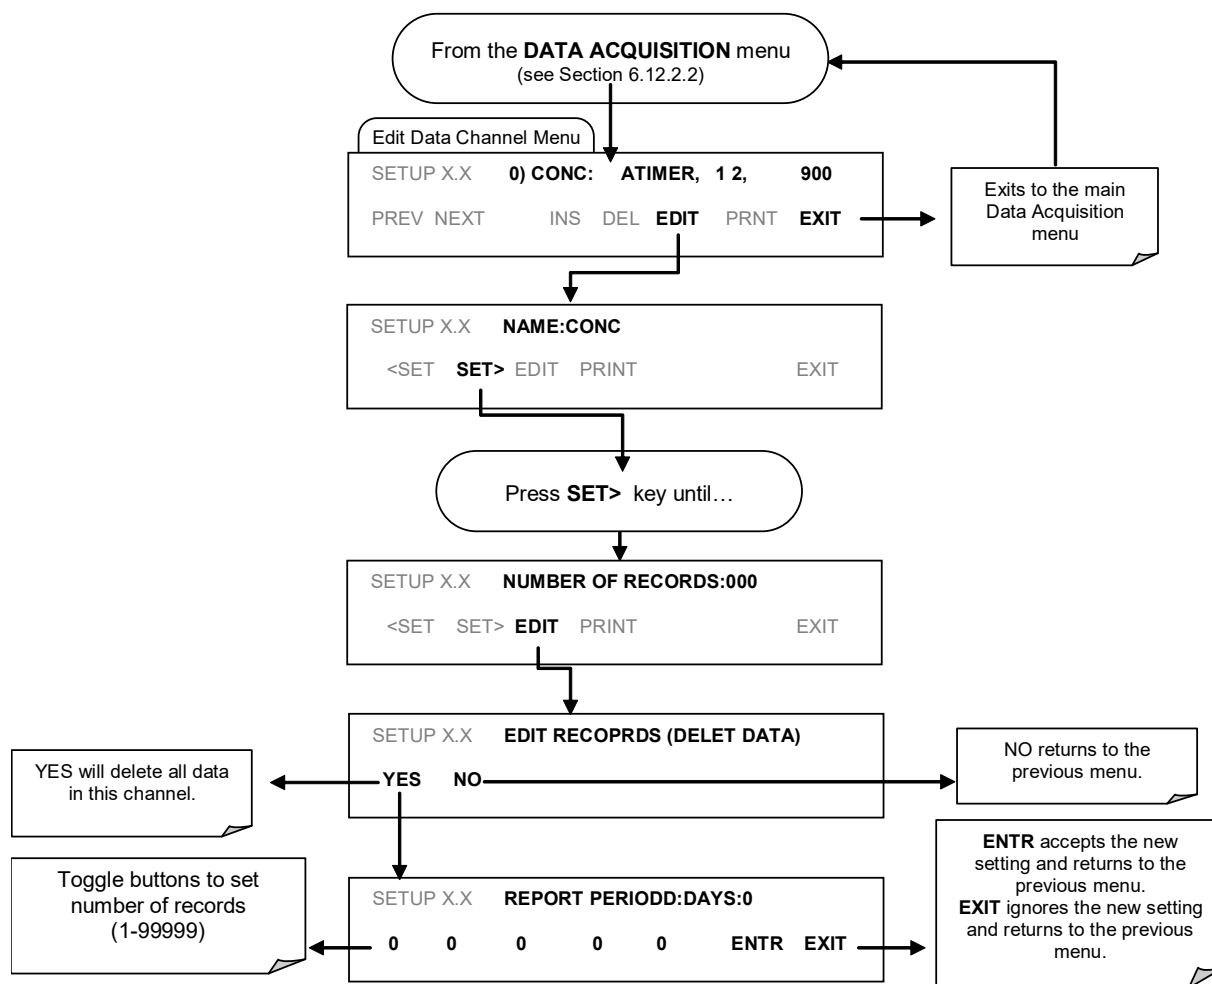 From the DATA ACQUISITION menu
(see Section 6.12.2.2)
Edit Data Channel Menu
SETUP X.X 0) CONC: ATIMER, 1 2, 900
PREV NEXT INS DEL EDIT PRNT EXIT
Exits to the main
Data Acquisition
menu
SETUP X.X NAME:CONC
<SET SET> EDIT PRINT EXIT
Press SET> key until…
SETUP X.X NUMBER OF RECORDS:000
<SET SET> EDIT PRINT EXIT
SETUP X.X EDIT RECOPRDS (DELET DATA)
YES NO
YES will delete all data
in this channel.
NO returns to the
previous menu.
Toggle buttons to set
number of records
(1-99999)
SETUP X.X REPORT PERIODD:DAYS:0
0 0 0 0 0 ENTR EXIT
ENTR accepts the new
setting and returns to the
previous menu.
EXIT ignores the new setting
and returns to the previous
menu.